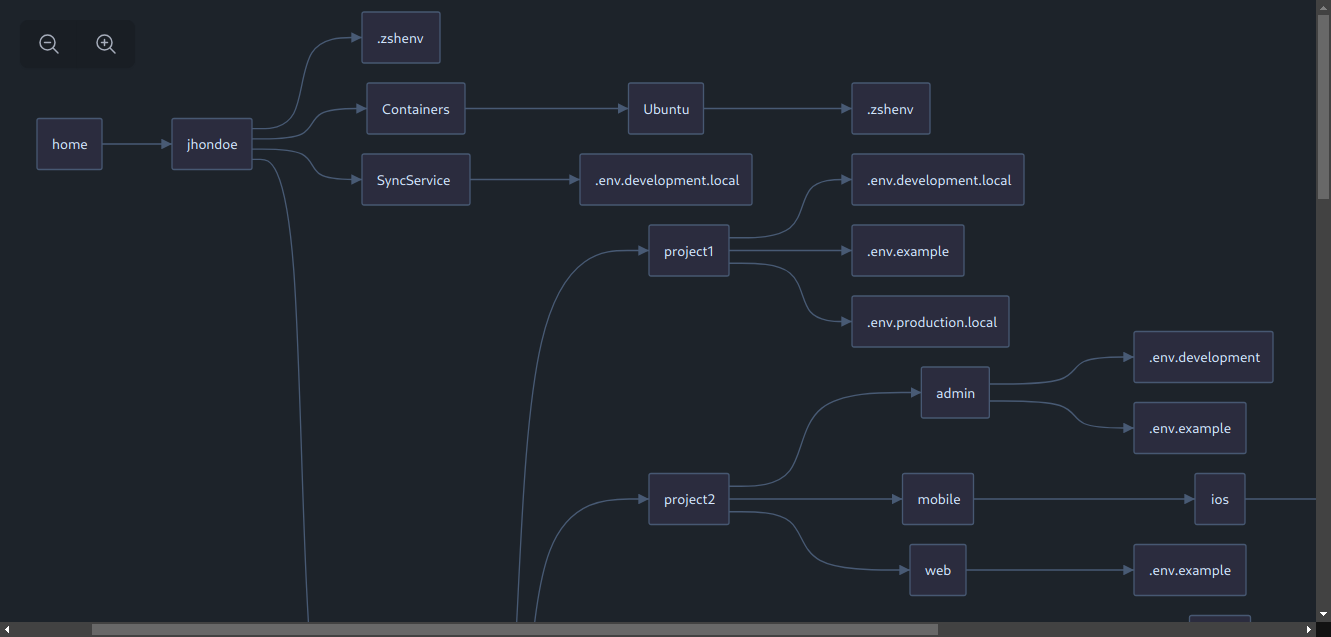 .zshenv
Containers
Ubuntu
.zshenv
home
jhondoe
SyncService
.env.development.local
.env.development.local
project1
.env.example
.env.production.local
.env.development
admin
.env.example
project2
mobile
ios
web
.env.example